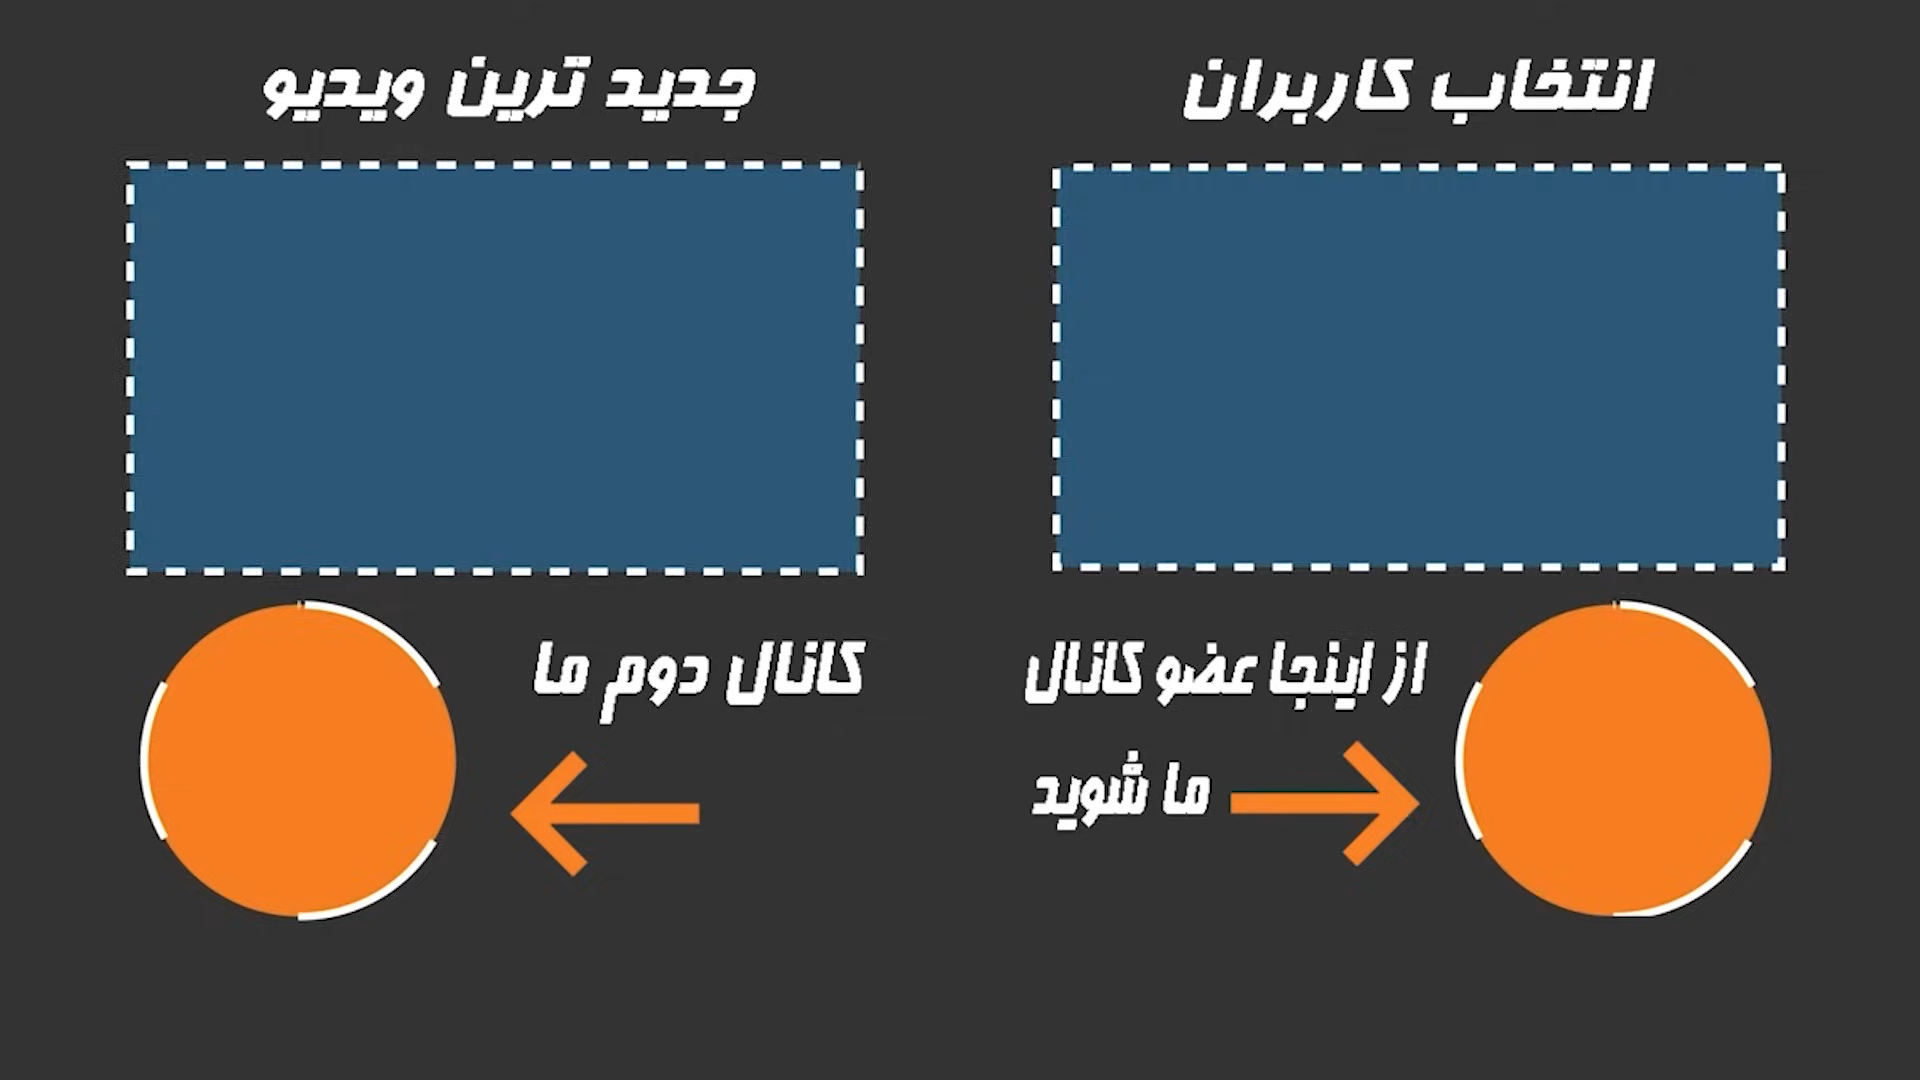 انتخاب کاربران
جدید ترین ویدیو
از اینجا عضو کانال
ما شوید
کانال دوم ما